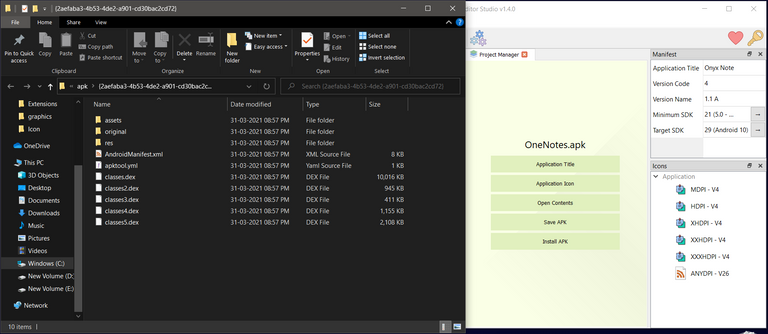 {2aefaba3-4b53-4de2-a901-cd30bac2cd72}
File
Home
Share
View
Pin to Quick access
Copy
Paste
Cut
Copy path
Paste shortcut
Clipboard
Move to
Copy to
Delete
Rename
Organize
New folder
New item
Easy access
New
Properties
Open
Edit
History
Open
Select all
Select none
Invert selection
Select
apk
{2aefaba3-4b53-4de2-a901-cd30bac2c...
Search {2aefaba3-4b53-4de2-a901-cd30bac2cd72}
Name Date modified Type Size
Extensions
graphics
Icon
OneDrive
This PC
3D Objects
Desktop
Documents
Downloads
Music
Pictures
Videos
Windows (C:)
New Volume (D:
New Volume (E:)
Network
assets 31-03-2021 08:57 PM File folder
original 31-03-2021 08:57 PM File folder
res 31-03-2021 08:57 PM File folder
AndroidManifest.xml 31-03-2021 08:57 PM XML Source File 8 KB
apktool.yml 31-03-2021 08:57 PM Yaml Source File 1 KB
classes.dex 31-03-2021 08:57 PM DEX File 10,016 KB
classes2.dex 31-03-2021 08:57 PM DEX File 945 KB
classes3.dex 31-03-2021 08:57 PM DEX File 411 KB
classes4.dex 31-03-2021 08:57 PM DEX File 1,155 KB
classes5.dex 31-03-2021 08:57 PM DEX File 2,108 KB
10 items
ditor Studio v1.4.0
Project Manager
OneNotes.apk
Application Title
Application Icon
Open Contents
Save APK
Install APK
Manifest
Application Title Onyx Note
Version Code 4
Version Name 1.1 A
Minimum SDK 21 (5.0 - ...
Target SDK 29 (Android 10)
Icons
Application
MDPI - V4
HDPI - V4
XHDPI - V4
XXHDPI - V4
XXXHDPI - V4
ANYDPI - V26